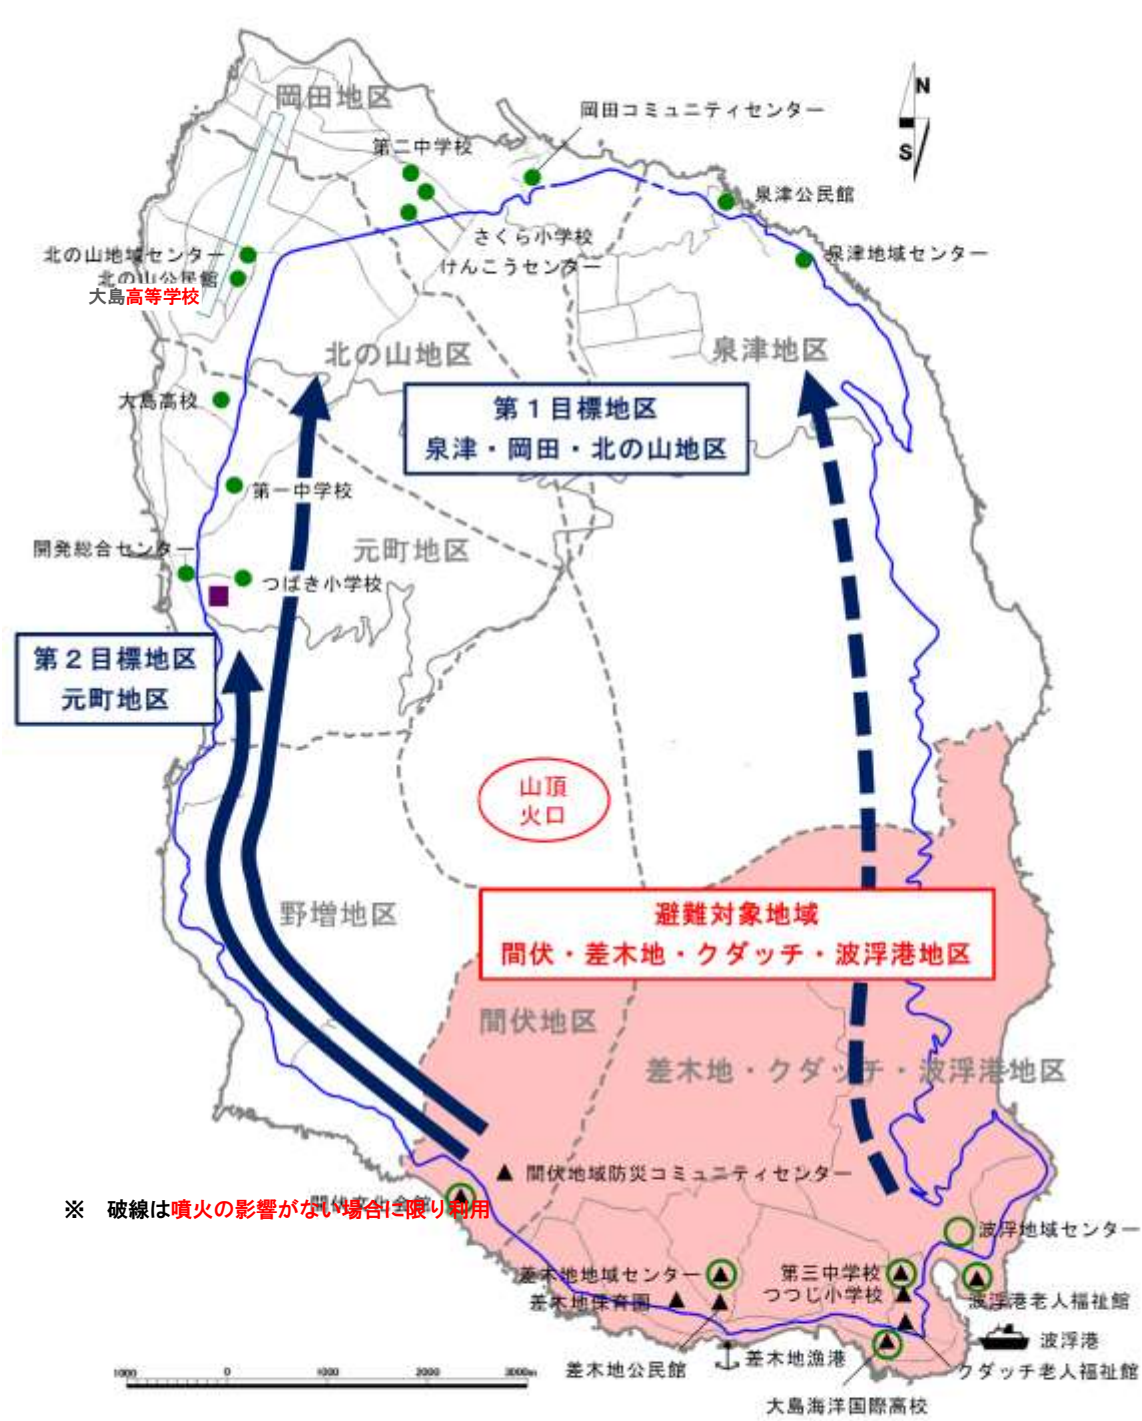 岡田地区
N
S
岡田コミュニティセンター
第二中学校
泉津公民館
さくら小学校
けんこうセンター
北の山地域センター
北の山公民館
大島高等学校
泉津地域センター
北の山地区
泉津地区
第１目標地区
泉津・岡田・北の山地区
大島高校
第一中学校
元町地区
開発総合センター
つばき小学校
第２目標地区
元町地区
山頂
火口
野増地区
避難対象地域
間伏・差木地・クダッチ・波浮港地区
間伏地区
差木地・クダッチ・波浮港地区
間伏地域防災コミュニティセンター
間伏文化会館
※　破線は噴火の影響がない場合に限り利用
波浮地域センター
差木地地域センター
第三中学校
つつじ小学校
差木地保育園
波浮港老人福祉館
波浮港
差木地公民館
差木地漁港
クダッチ老人福祉館
大島海洋国際高校
1000 0 1000 2000 3000m